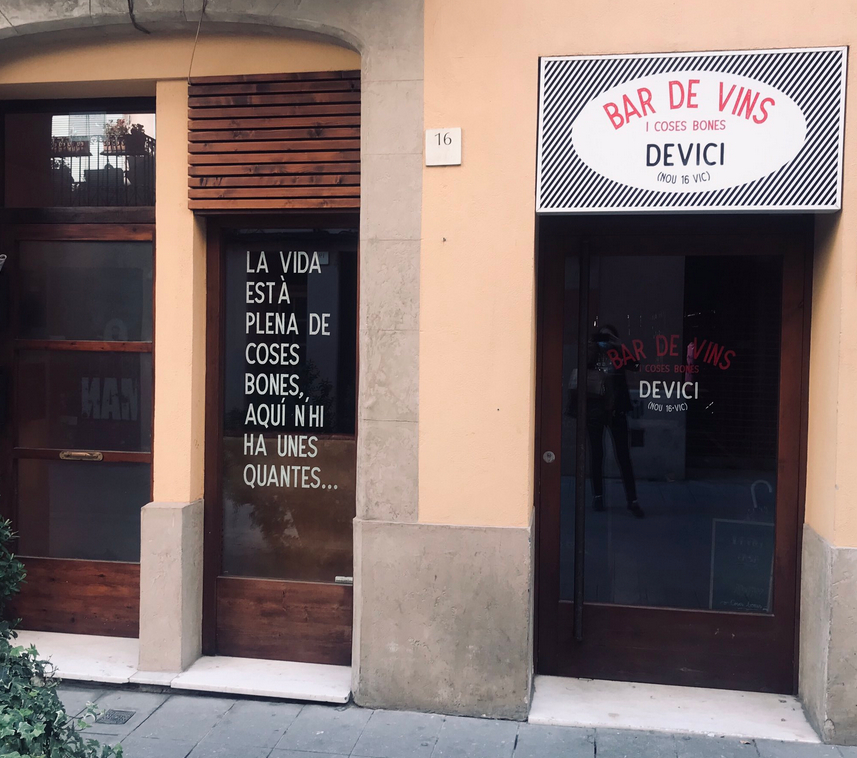 LA VIDA
ESTÀ
PLENA DE
COSES
BONES,
AQUÍ N'HI
HA UNES
QUANTES...
16
BAR DE VINS
I COSES BONES
DEVICI
(NOU 16 VIC)
BAR DE VINS
I COSES BONES
DEVICI
(NOU 16-VIC)